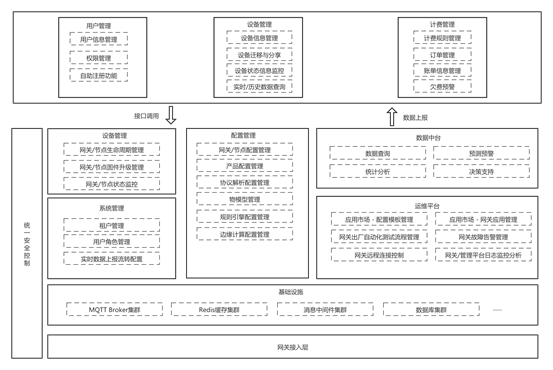 用户管理
用户信息管理
权限管理
自助注册功能
设备管理
设备信息管理
设备迁移与分享
设备状态信息监控
实时/历史数据查询
计费管理
计费规则管理
订单管理
账单信息管理
欠费预警
接口调用
数据上报
统一安全控制
设备管理
网关/节点生命周期管理
网关/节点固件升级管理
网关/节点状态监控
系统管理
租户管理
用户角色管理
实时数据上报流转配置
配置管理
网关/节点配置管理
产品配置管理
协议解析配置管理
物模型管理
规则引擎配置管理
边缘计算配置管理
数据中台
数据查询
预测预警
统计分析
决策支持
运维平台
应用市场-配置模板管理
应用市场-网关应用管理
网关出厂自动化测试流程管理
网关故障告警管理
网关远程连接控制
网关/管理平台日志监控分析
基础设施
MQTT Broker集群
Redis缓存集群
消息中间件集群
数据库集群
……
网关接入层